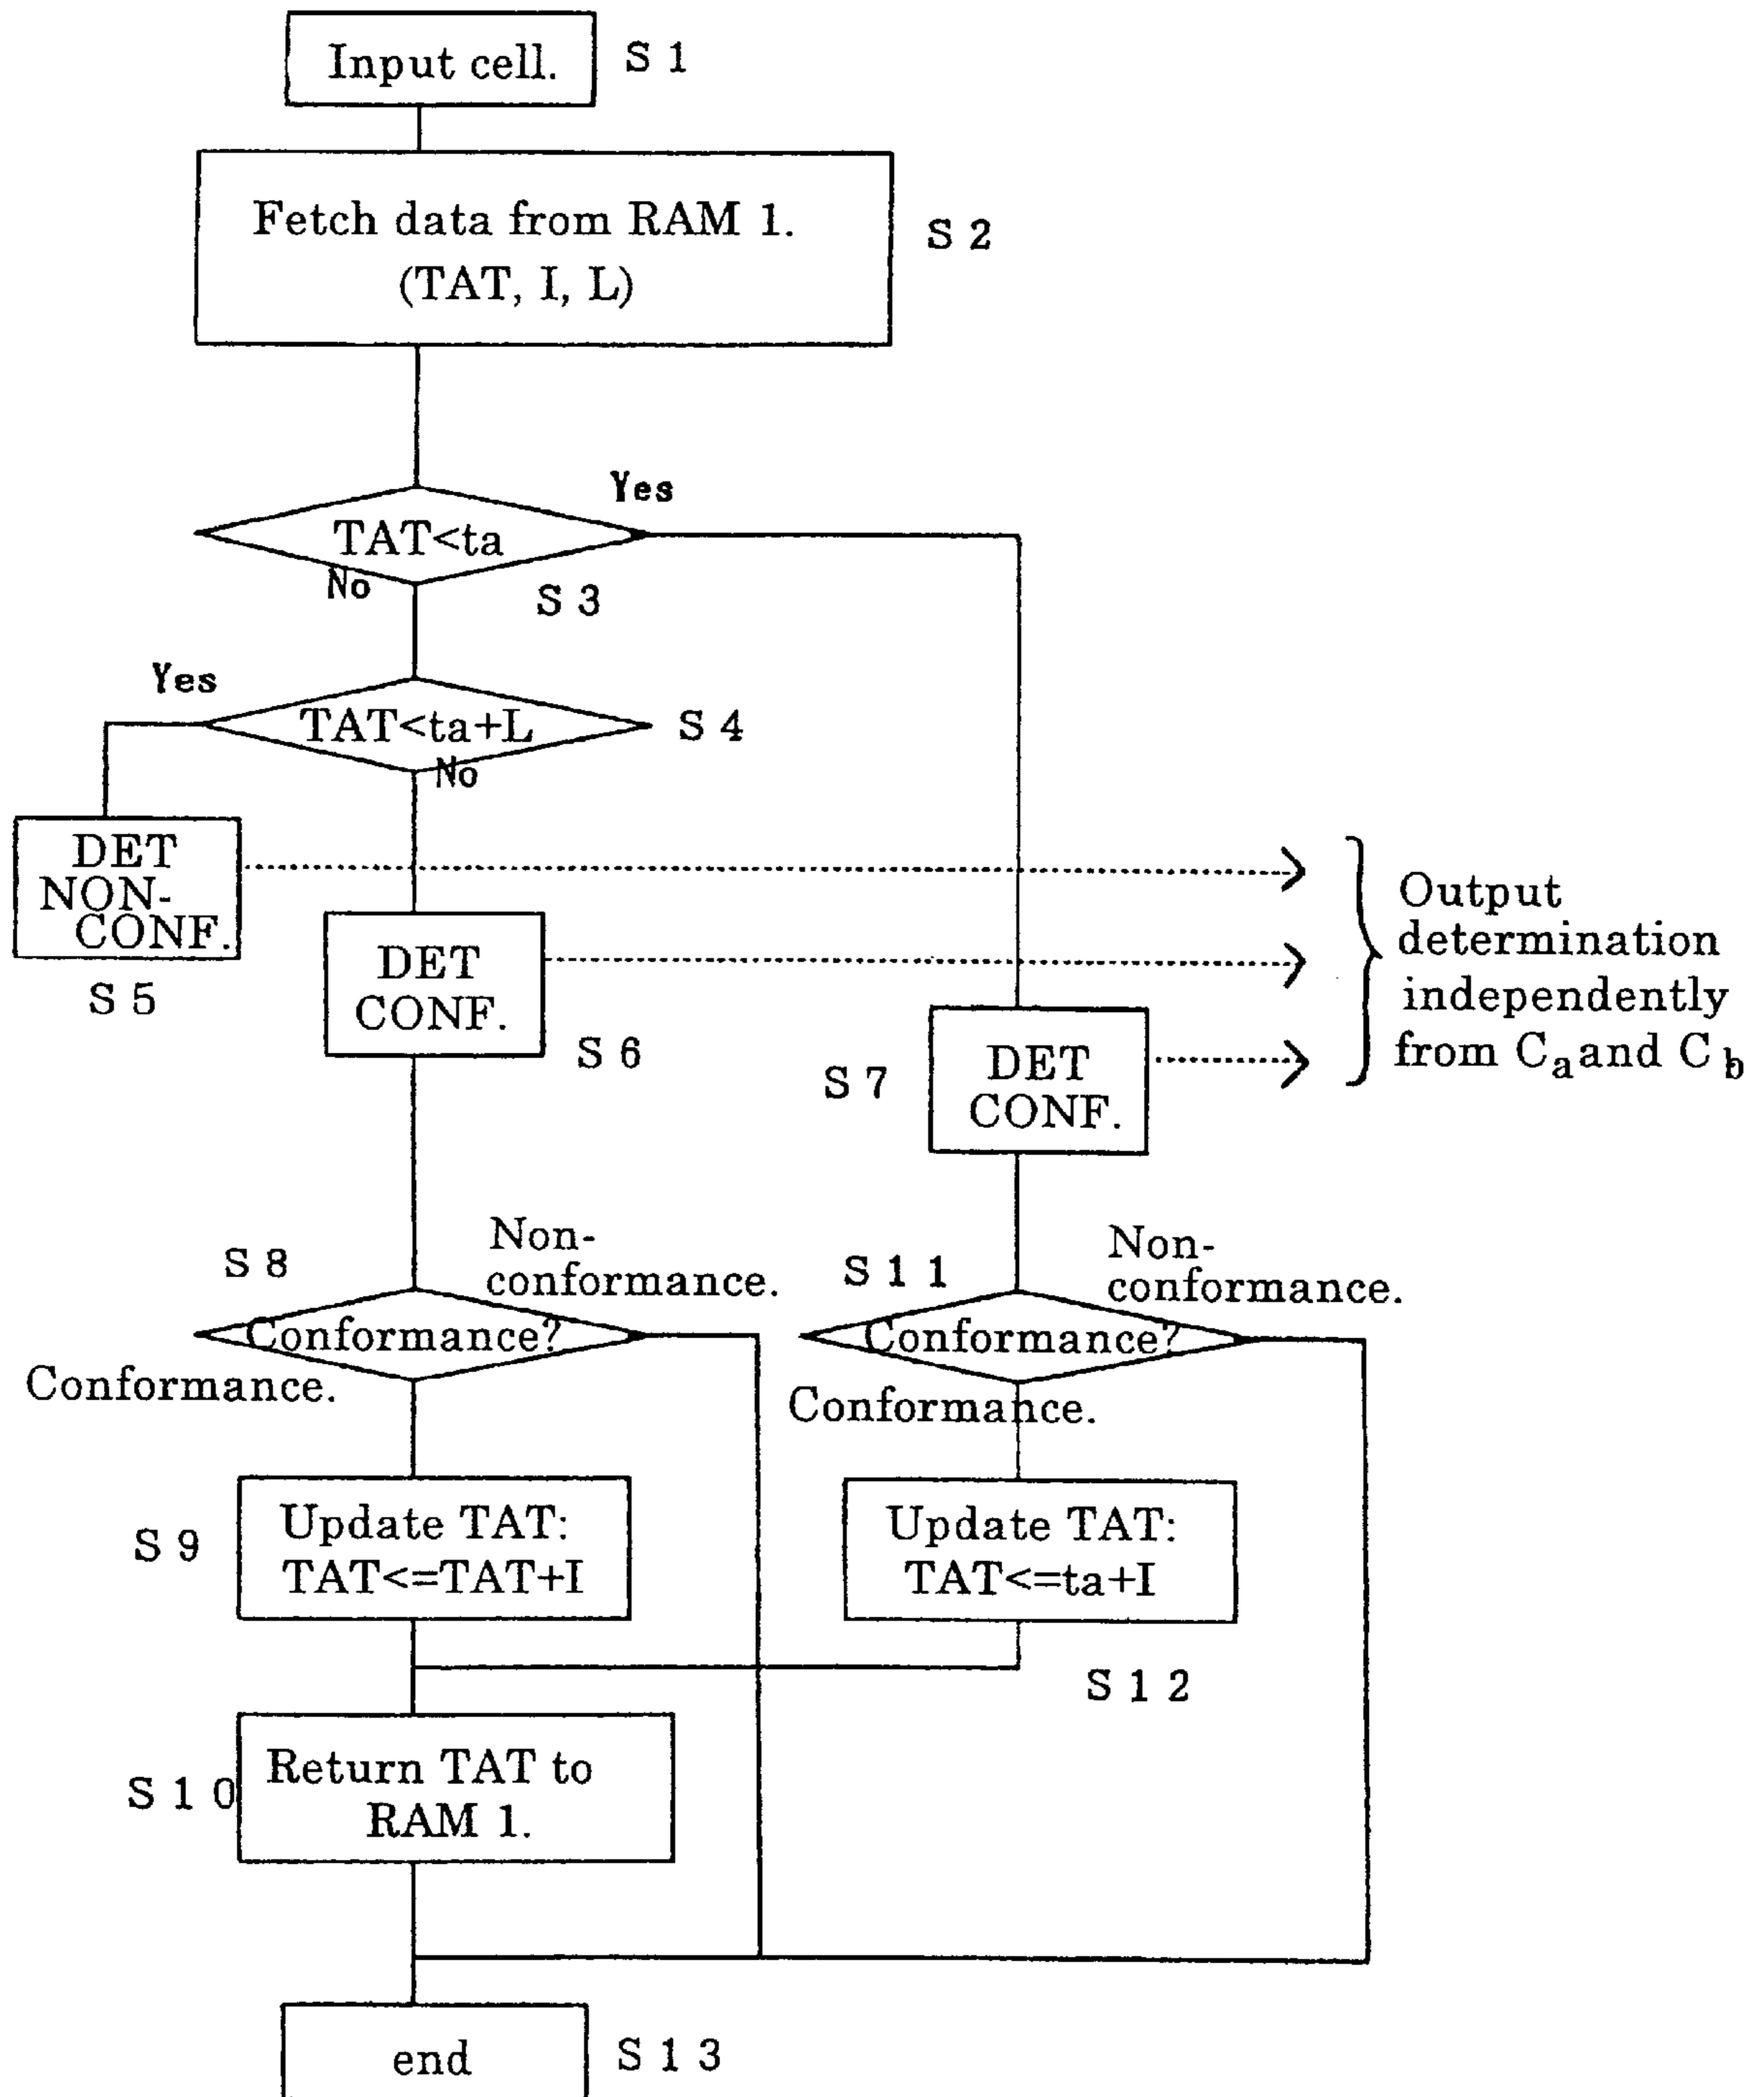 Input cell.
S 1
Fetch data from RAM 1.
(TAT, I, L)
S 2
Yes
TAT<ta
No
S 3
Yes
TAT<ta+L
S 4
No
DET
NON-
CONF.
S 5
DET
CONF.
S 6
S 7
DET
CONF.
Output
determination
independently
from Ca and Cb
S 8
Non-
conformance.
Conformance?
Conformance.
S 1 1
Non-
conformance.
Conformance?
Conformance.
S 9
Update TAT:
TAT<=TAT+I
Update TAT:
TAT<=ta+I
S 1 2
S 1 0
Return TAT to
RAM 1.
end
S 1 3